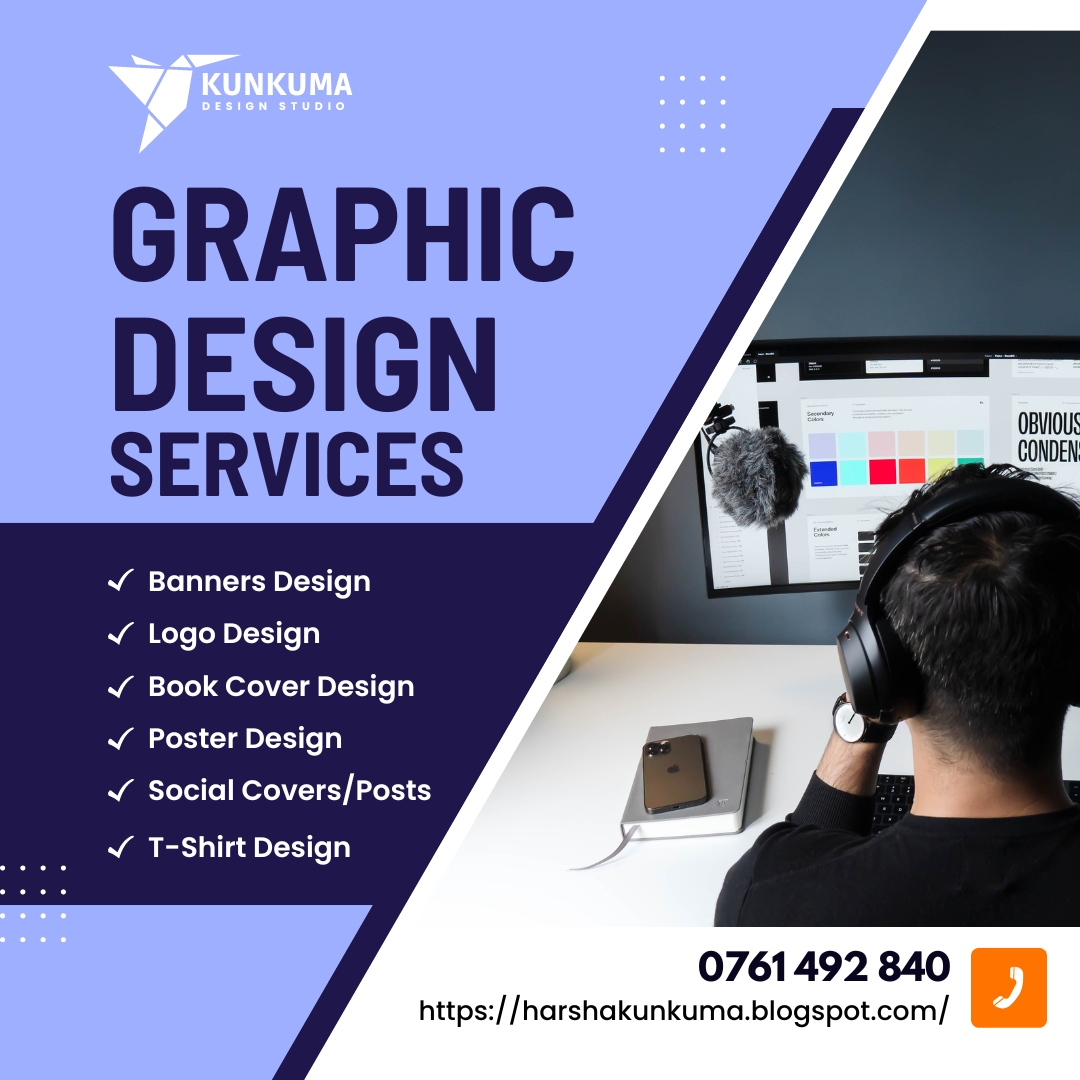 KUNKUMA
DESIGN STUDIO
GRAPHIC
DESIGN
SERVICES
Banners Design
Logo Design
Book Cover Design
Poster Design
Social Covers/Posts
T-Shirt Design
Secondary
Colors
OBVIOUS
CONDENS
Extended
Colors
0761 492 840
https://harshakunkuma.blogspot.com/